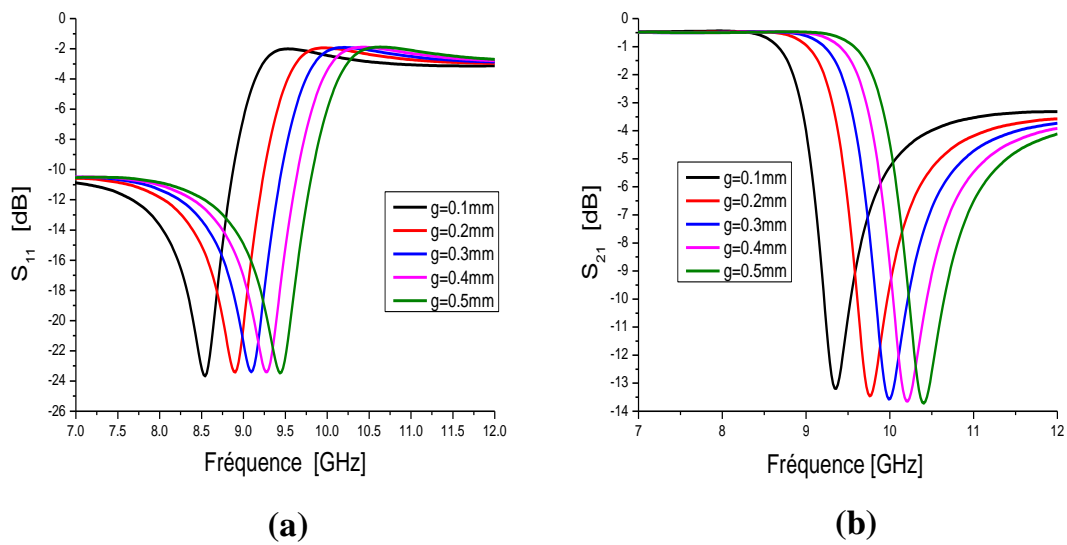 0
-2
-4
-6
-8
-10
-12
-14
-16
-18
-20
-22
-24
-26
S11 [dB]
7.0 7.5 8.0 8.5 9.0 9.5 10.0 10.5 11.0 11.5 12.0
Fréquence [GHz]
g=0.1mm
g=0.2mm
g=0.3mm
g=0.4mm
g=0.5mm
(a)
0
-1
-2
-3
-4
-5
-6
-7
-8
-9
-10
-11
-12
-13
-14
S21 [dB]
7 8 9 10 11 12
Fréquence [GHz]
g=0.1mm
g=0.2mm
g=0.3mm
g=0.4mm
g=0.5mm
(b)